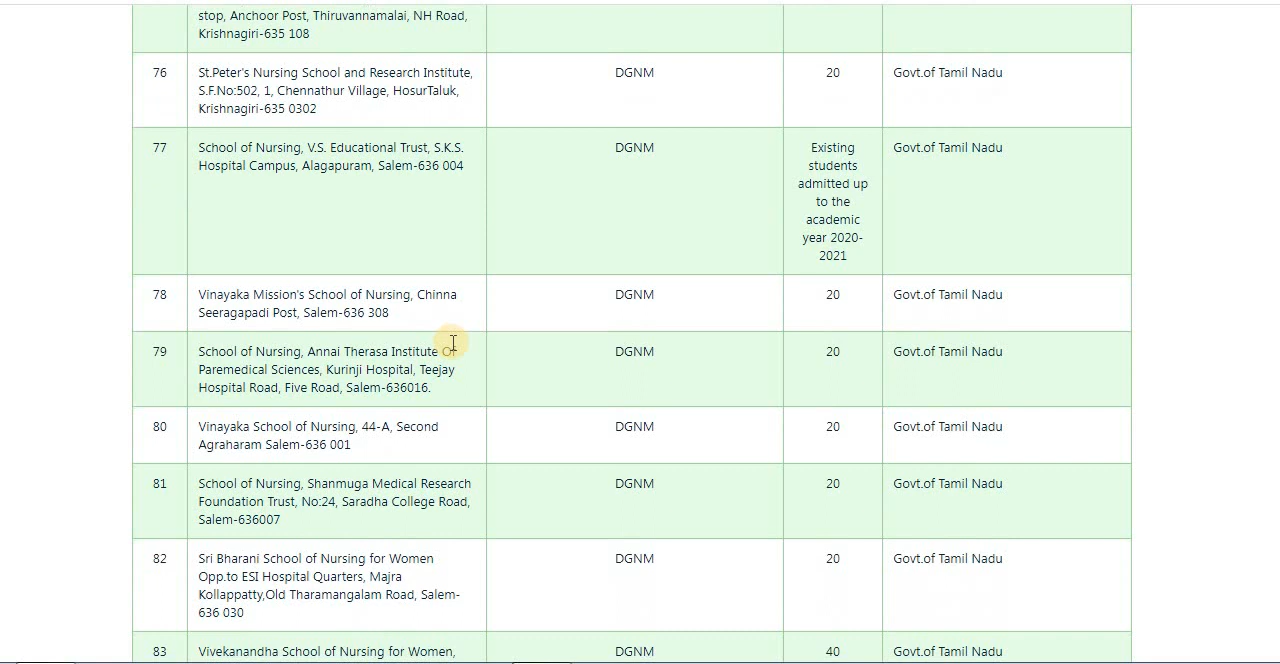 stop, Anchoor Post, Thiruvannamalai, NH Road,
Krishnagiri-635 108
76 St.Peter's Nursing School and Research Institute, DGNM 20 Govt.of Tamil Nadu
S.F.No:502, 1, Chennathur Village, HosurTaluk,
Krishnagiri-635 0302
77 School of Nursing, V.S. Educational Trust, S.K.S. DGNM Existing Govt.of Tamil Nadu
Hospital Campus, Alagapuram, Salem-636 004 students
admitted up
to the
academic
year 2020-
2021
78 Vinayaka Mission's School of Nursing, Chinna DGNM 20 Govt.of Tamil Nadu
Seeragapadi Post, Salem-636 308
79 School of Nursing, Annai Therasa Institute Of DGNM 20 Govt.of Tamil Nadu
Paremedical Sciences, Kurinji Hospital, Teejay
Hospital Road, Five Road, Salem-636016.
80 Vinayaka School of Nursing, 44-A, Second DGNM 20 Govt.of Tamil Nadu
Agraharam Salem-636 001
81 School of Nursing, Shanmuga Medical Research DGNM 20 Govt.of Tamil Nadu
Foundation Trust, No:24, Saradha College Road,
Salem-636007
82 Sri Bharani School of Nursing for Women DGNM 20 Govt.of Tamil Nadu
Opp.to ESI Hospital Quarters, Majra
Kollappatty,Old Tharamangalam Road, Salem-
636 030
83 Vivekanandha School of Nursing for Women, DGNM 40 Govt.of Tamil Nadu